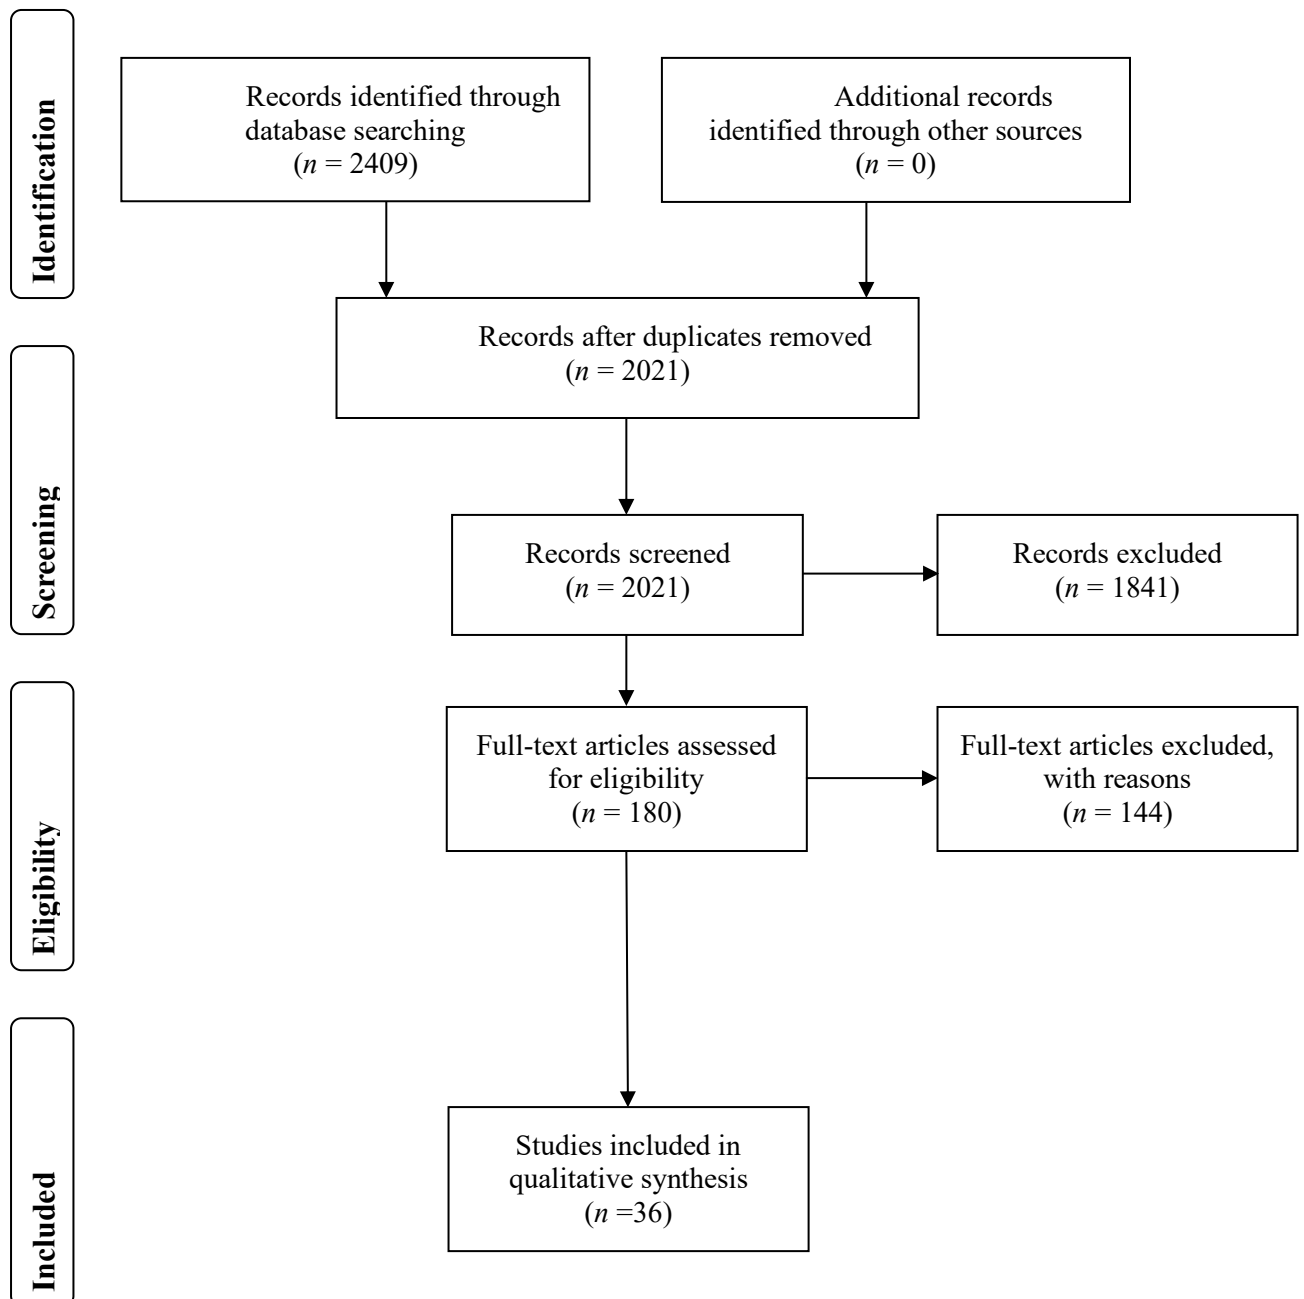 Identification
Records identified through
database searching
(n = 2409)
Additional records
identified through other sources
(n = 0)
Records after duplicates removed
(n = 2021)
Screening
Records screened
(n = 2021)
Records excluded
(n = 1841)
Eligibility
Full-text articles assessed
for eligibility
(n = 180)
Full-text articles excluded,
with reasons
(n = 144)
Included
Studies included in
qualitative synthesis
(n =36)